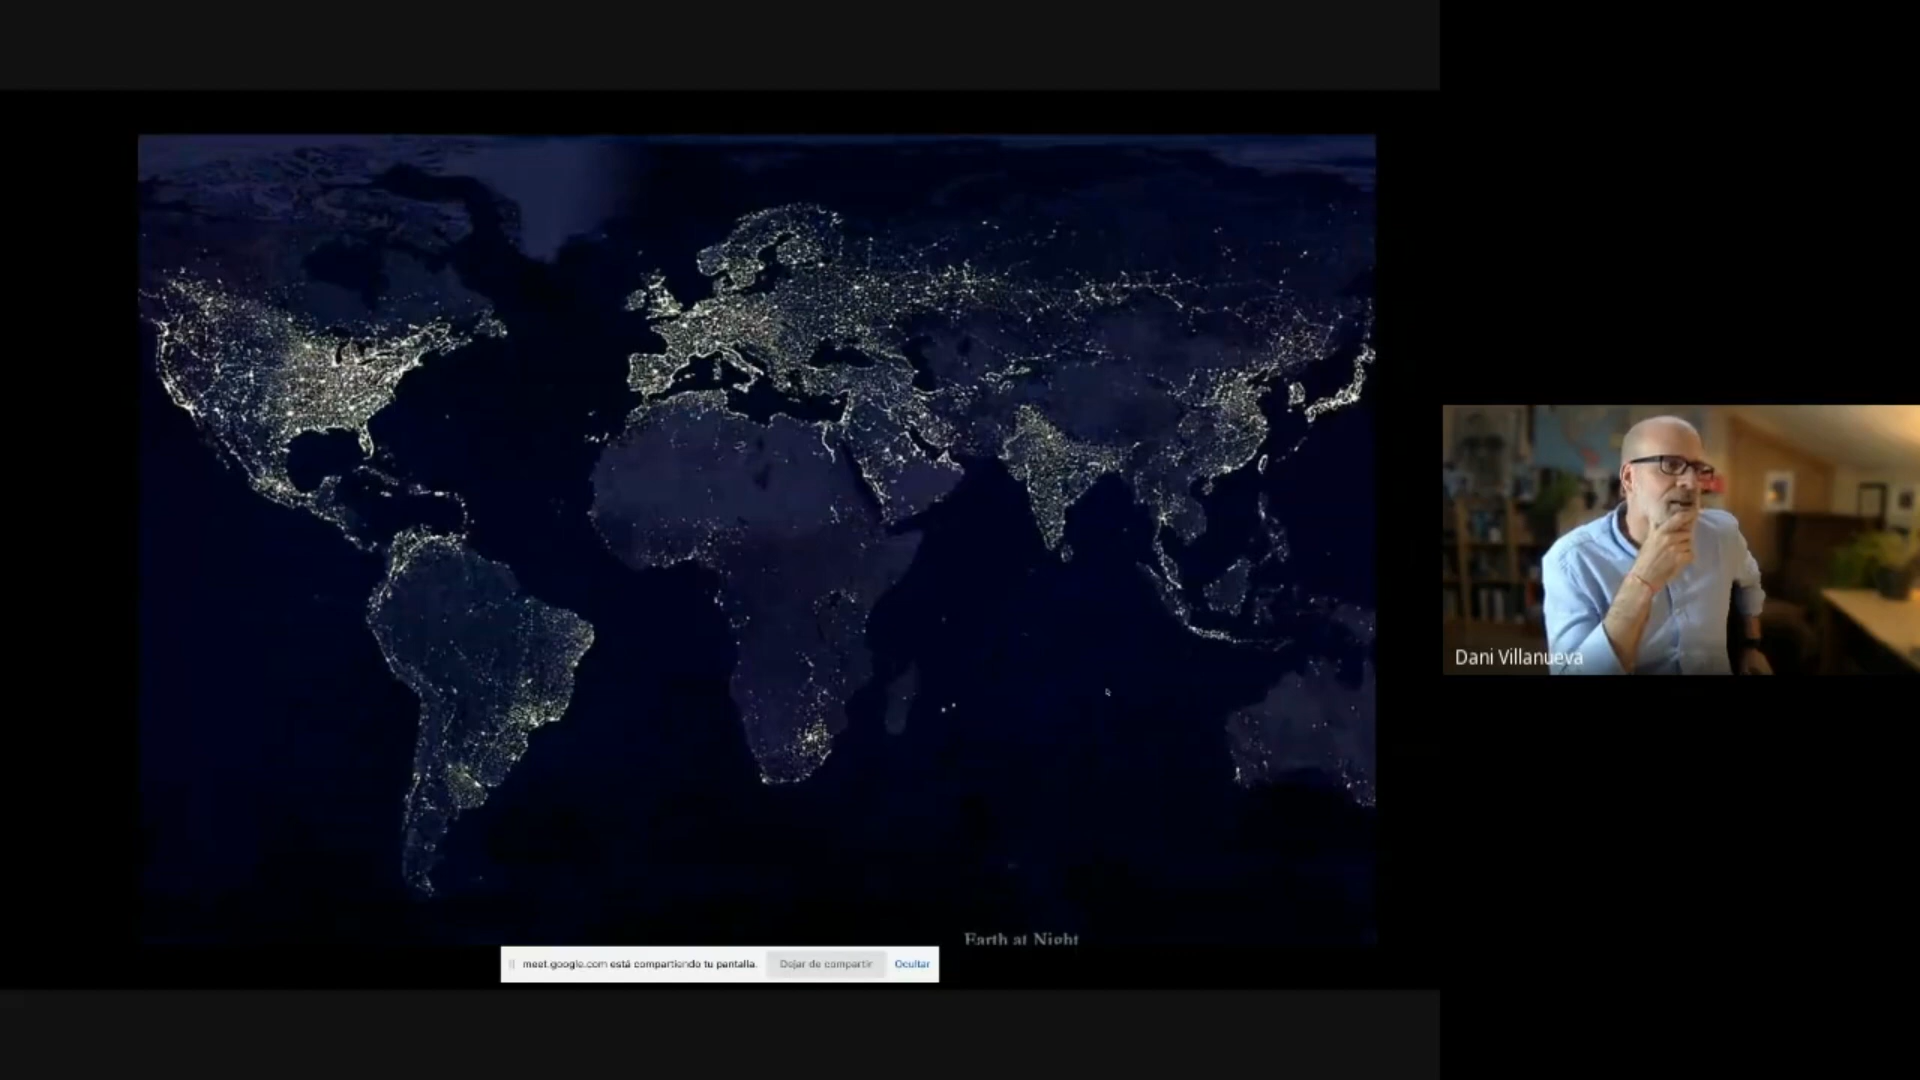 Dani Villanueva
Earth at Night
meet.google.com está compartiendo tu pantalla.
Dejar de compartir
Ocultar